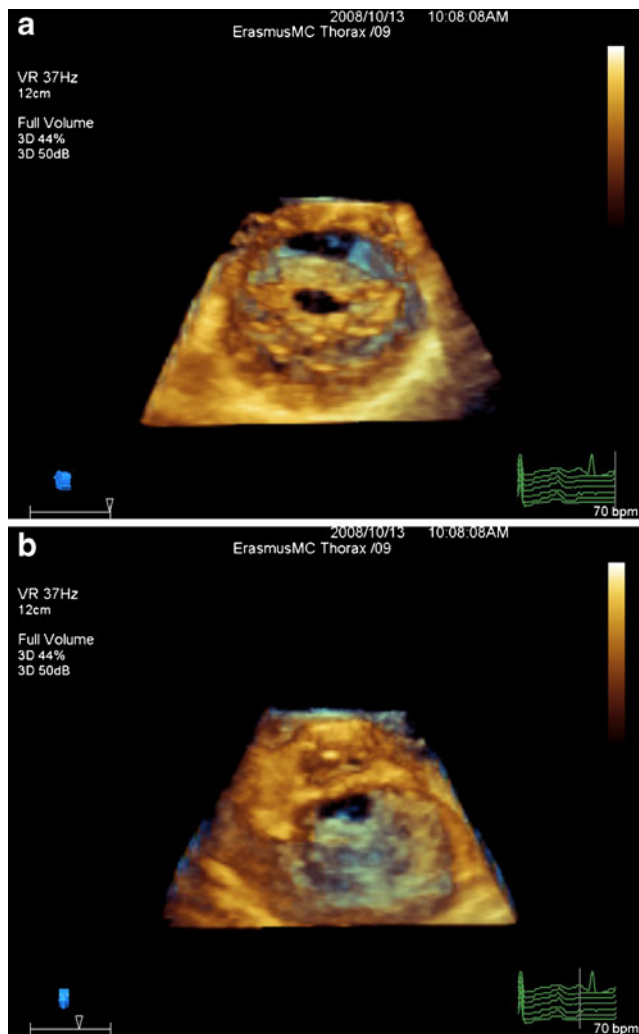 a
2008/10/13 10:08:08AM
ErasmusMC Thorax /09
VR 37Hz
12cm
Full Volume
3D 44%
3D 50dB
70 bpm
b
2008/10/13 10:08:08AM
ErasmusMC Thorax /09
VR 37Hz
12cm
Full Volume
3D 44%
3D 50dB
70 bpm